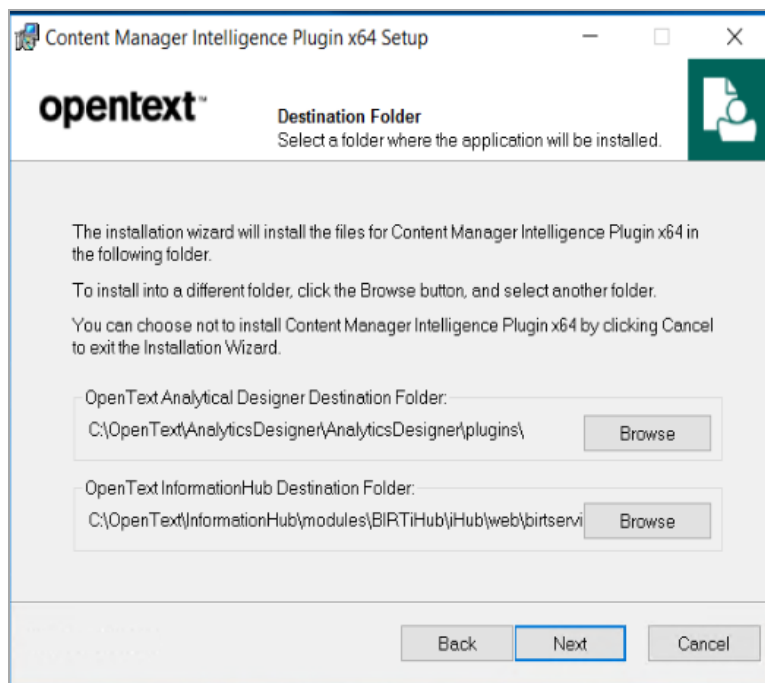 Content Manager Intelligence Plugin x64 Setup
opentext™
Destination Folder
Select a folder where the application will be installed.
The installation wizard will install the files for Content Manager Intelligence Plugin x64 in
the following folder.
To install into a different folder, click the Browse button, and select another folder.
You can choose not to install Content Manager Intelligence Plugin x64 by clicking Cancel
to exit the Installation Wizard.
OpenText Analytical Designer Destination Folder:
C:\OpenText\AnalyticsDesigner\AnalyticsDesigner\plugins\
Browse
OpenText InformationHub Destination Folder:
C:\OpenText\InformationHub\modules\BIRTiHub\iHub\web\birtservi
Browse
Back
Next
Cancel